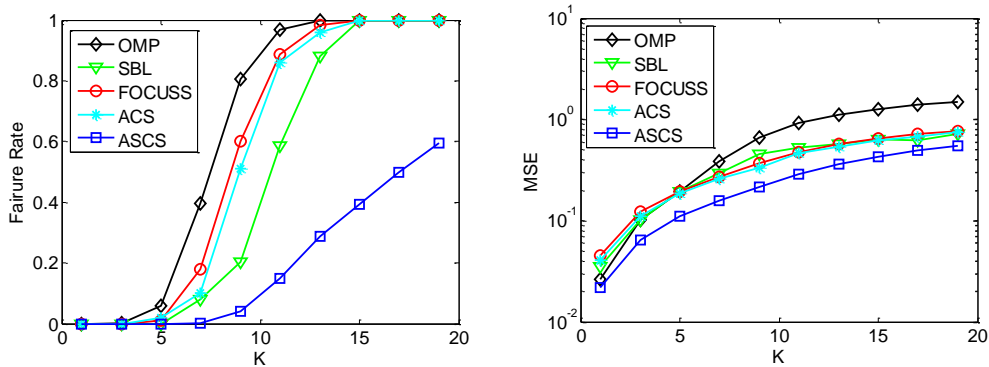 1
0.8
0.6
0.4
0.2
0
0
5
10
15
20
K
Fairure Rate
OMP
SBL
FOCUSS
ACS
ASCS
10^1
10^0
10^-1
10^-2
0
5
10
15
20
K
MSE
OMP
SBL
FOCUSS
ACS
ASCS